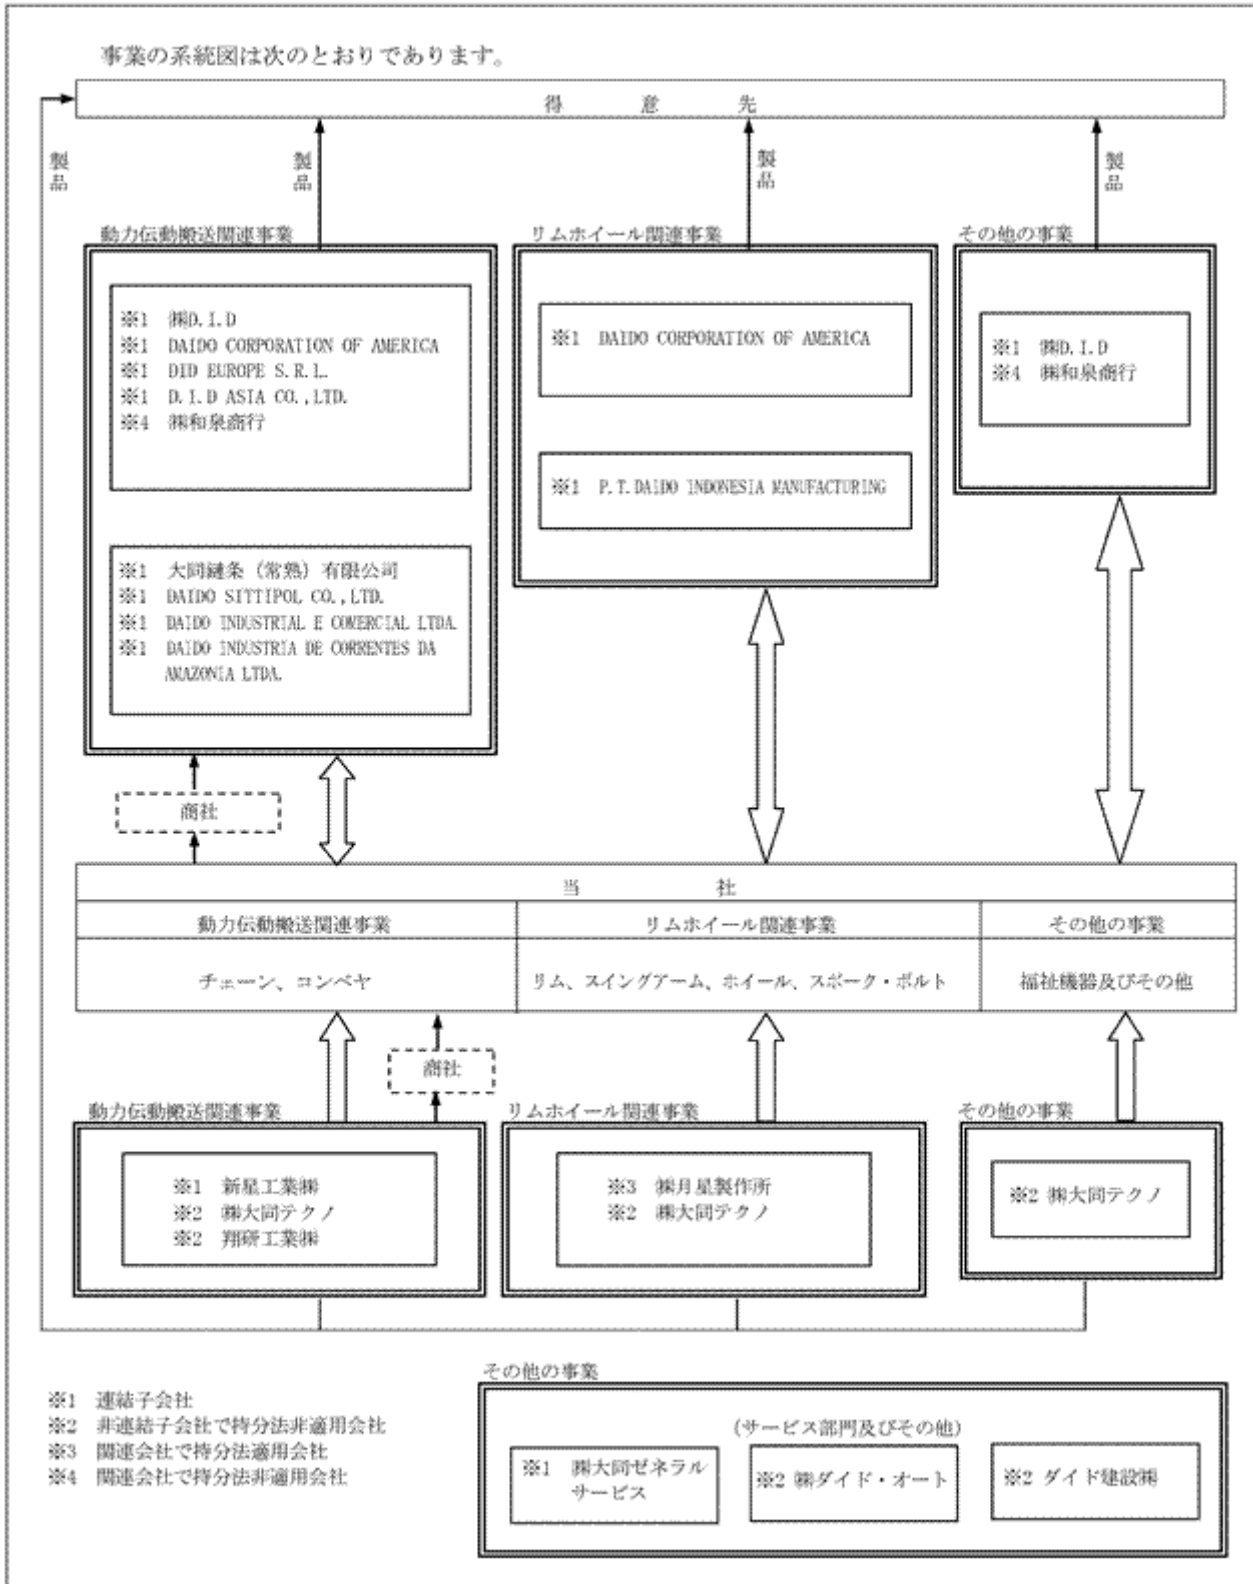 事業の系統図は次のとおりであります。
得意先
製品
製品
製品
製品
動力伝動搬送関連事業
※1 ㈱D.I.D
※1 DAIDO CORPORATION OF AMERICA
※1 DID EUROPE S.R.L.
※1 D.I.D ASIA CO.,LTD.
※4 ㈱和泉商行
※1 大同鏈条（常熟）有限公司
※1 DAIDO SITTIPOL CO.,LTD.
※1 DAIDO INDUSTRIAL E COMERCIAL LTDA.
※1 DAIDO INDUSTRIA DE CORRENTES DA
AMAZONIA LTDA.
リムホイール関連事業
※1 DAIDO CORPORATION OF AMERICA
※1 P.T.DAIDO INDONESIA MANUFACTURING
その他の事業
※1 ㈱D.I.D
※4 ㈱和泉商行
商社
当社
動力伝動搬送関連事業
リムホイール関連事業
その他の事業
チェーン、コンベヤ
リム、スイングアーム、ホイール、スポーク・ボルト
福祉機器及びその他
商社
動力伝動搬送関連事業
※1 新星工業㈱
※2 ㈱大同テクノ
※2 翔研工業㈱
リムホイール関連事業
※3 ㈱月星製作所
※2 ㈱大同テクノ
その他の事業
※2 ㈱大同テクノ
※1 連結子会社
※2 非連結子会社で持分法非適用会社
※3 関連会社で持分法適用会社
※4 関連会社で持分法非適用会社
その他の事業
(サービス部門及びその他)
※1 ㈱大同ゼネラル
サービス
※2 ㈱ダイド・オート
※2 ダイド建設㈱